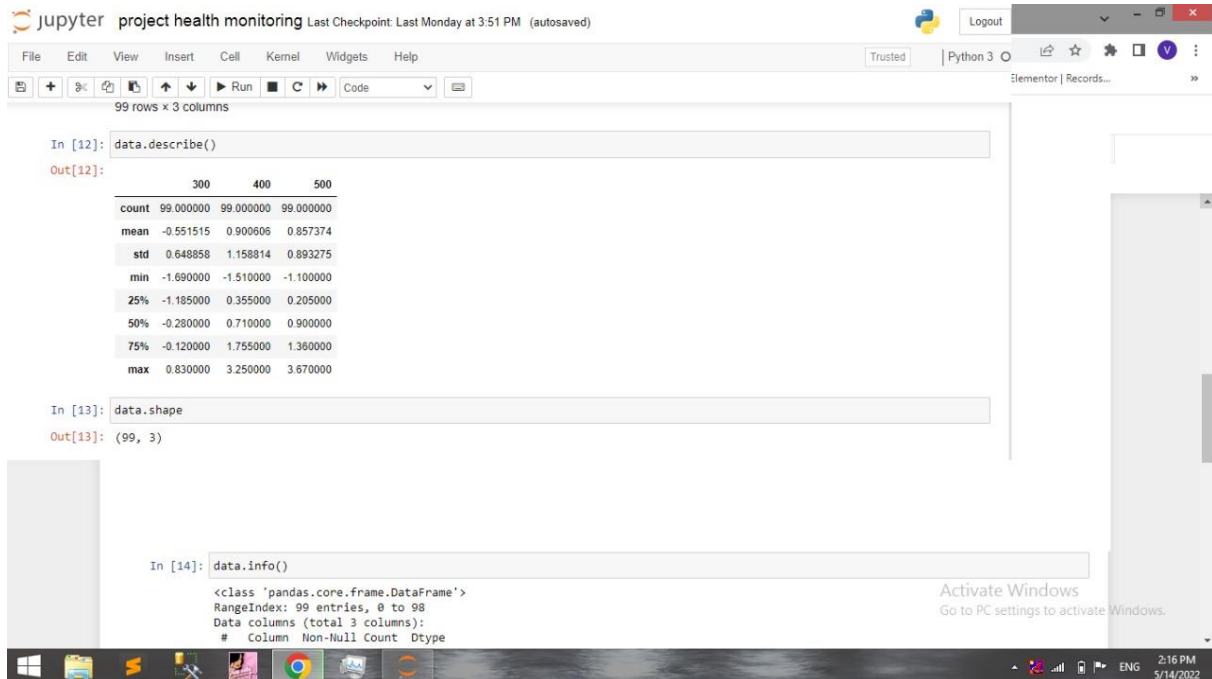 jupyter project health monitoring Last Checkpoint: Last Monday at 3:51 PM (autosaved)
Logout
File Edit View Insert Cell Kernel Widgets Help
Trusted
Python 3 O
V
Elementor | Records...
Run
Code
99 rows × 3 columns
In [12]: data.describe()
Out[12]:
300 400 500
count 99.000000 99.000000 99.000000
mean -0.551515 0.900606 0.857374
std 0.648858 1.158814 0.893275
min -1.690000 -1.510000 -1.100000
25% -1.185000 0.355000 0.205000
50% -0.280000 0.710000 0.900000
75% -0.120000 1.755000 1.360000
max 0.830000 3.250000 3.670000
In [13]: data.shape
Out[13]: (99, 3)
In [14]: data.info()
<class 'pandas.core.frame.DataFrame'>
RangeIndex: 99 entries, 0 to 98
Data columns (total 3 columns):
# Column Non-Null Count Dtype
Activate Windows
Go to PC settings to activate Windows.
ENG
2:16 PM
5/14/2022